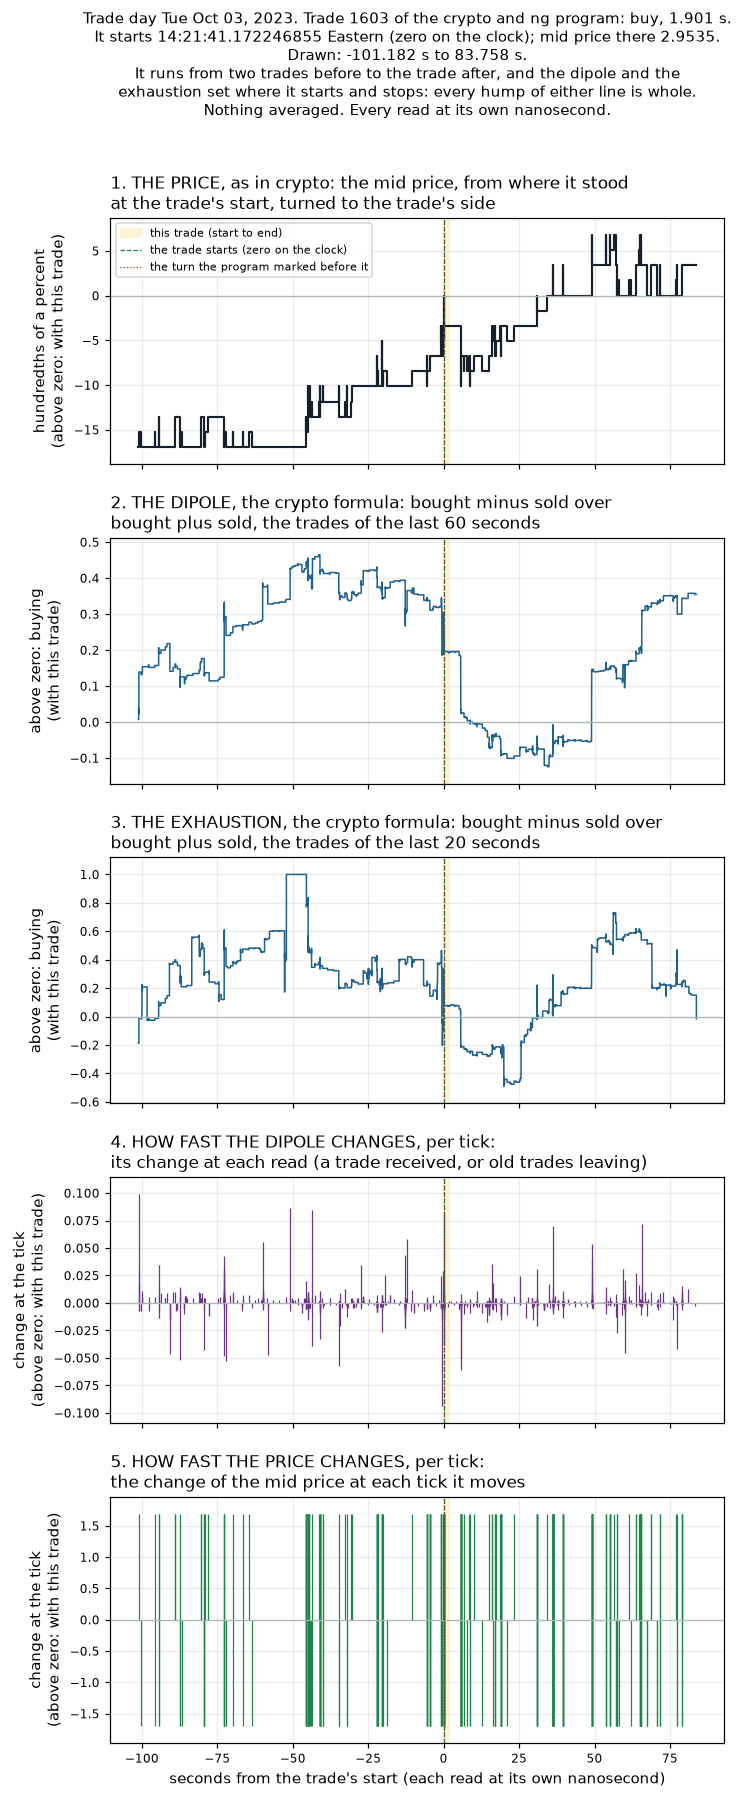 Trade day Tue Oct 03, 2023. Trade 1603 of the crypto and ng program: buy, 1.901 s.
It starts 14:21:41.172246855 Eastern (zero on the clock); mid price there 2.9535.
Drawn: -101.182 s to 83.758 s.
It runs from two trades before to the trade after, and the dipole and the
exhaustion set where it starts and stops: every hump of either line is whole.
Nothing averaged. Every read at its own nanosecond.
1. THE PRICE, as in crypto: the mid price, from where it stood
at the trade's start, turned to the trade's side
this trade (start to end)
the trade starts (zero on the clock)
the turn the program marked before it
hundredths of a percent
(above zero: with this trade)
5
0
−5
−10
−15
2. THE DIPOLE, the crypto formula: bought minus sold over
bought plus sold, the trades of the last 60 seconds
above zero: buying
(with this trade)
0.5
0.4
0.3
0.2
0.1
0.0
−0.1
3. THE EXHAUSTION, the crypto formula: bought minus sold over
bought plus sold, the trades of the last 20 seconds
above zero: buying
(with this trade)
1.0
0.8
0.6
0.4
0.2
0.0
−0.2
−0.4
−0.6
4. HOW FAST THE DIPOLE CHANGES, per tick:
its change at each read (a trade received, or old trades leaving)
change at the tick
(above zero: with this trade)
0.100
0.075
0.050
0.025
0.000
−0.025
−0.050
−0.075
−0.100
5. HOW FAST THE PRICE CHANGES, per tick:
the change of the mid price at each tick it moves
change at the tick
(above zero: with this trade)
1.5
1.0
0.5
0.0
−0.5
−1.0
−1.5
−100
−75
−50
−25
0
25
50
75
seconds from the trade's start (each read at its own nanosecond)